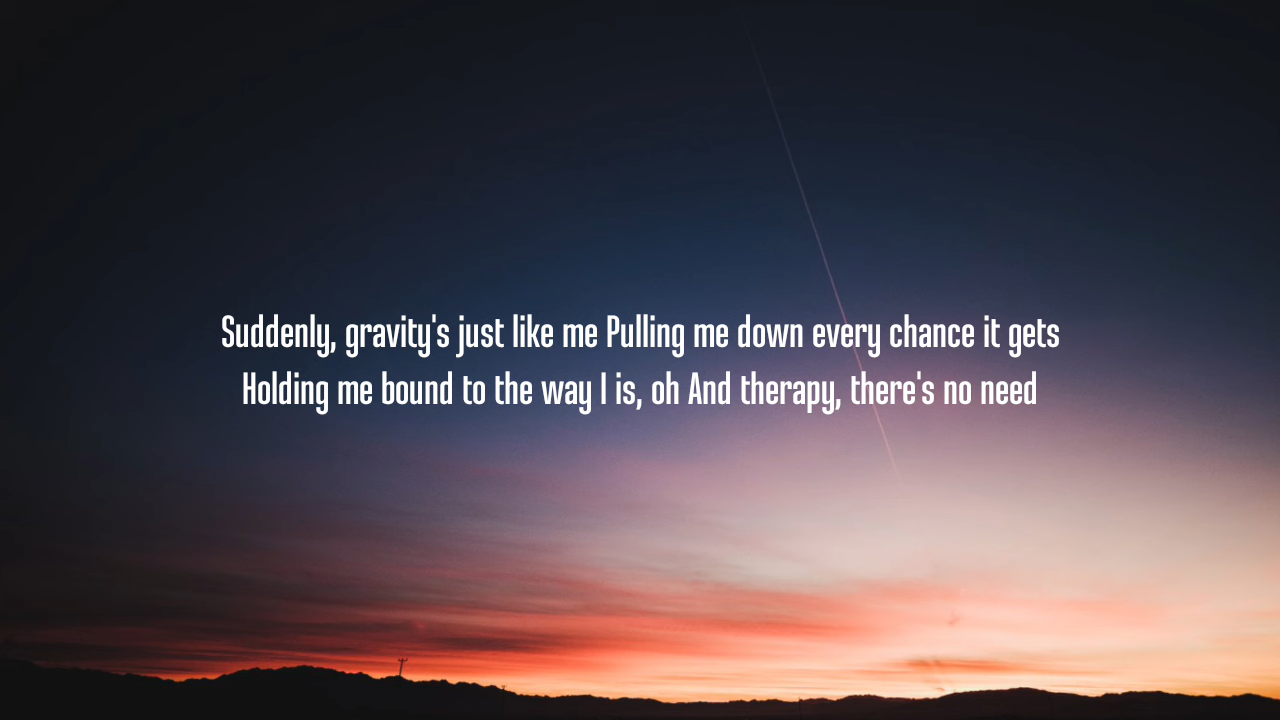 Suddenly, gravity's just like me Pulling me down every chance it gets
Holding me bound to the way I is, oh And therapy, there's no need